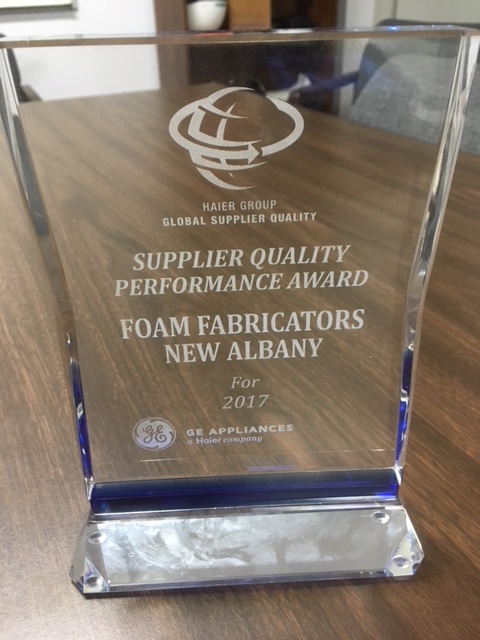 HAIER GROUP
GLOBAL SUPPLIER QUALITY
SUPPLIER QUALITY
PERFORMANCE AWARD
FOAM FABRICATORS
NEW ALBANY
For
2017
GE
GE APPLIANCES
a Haier company